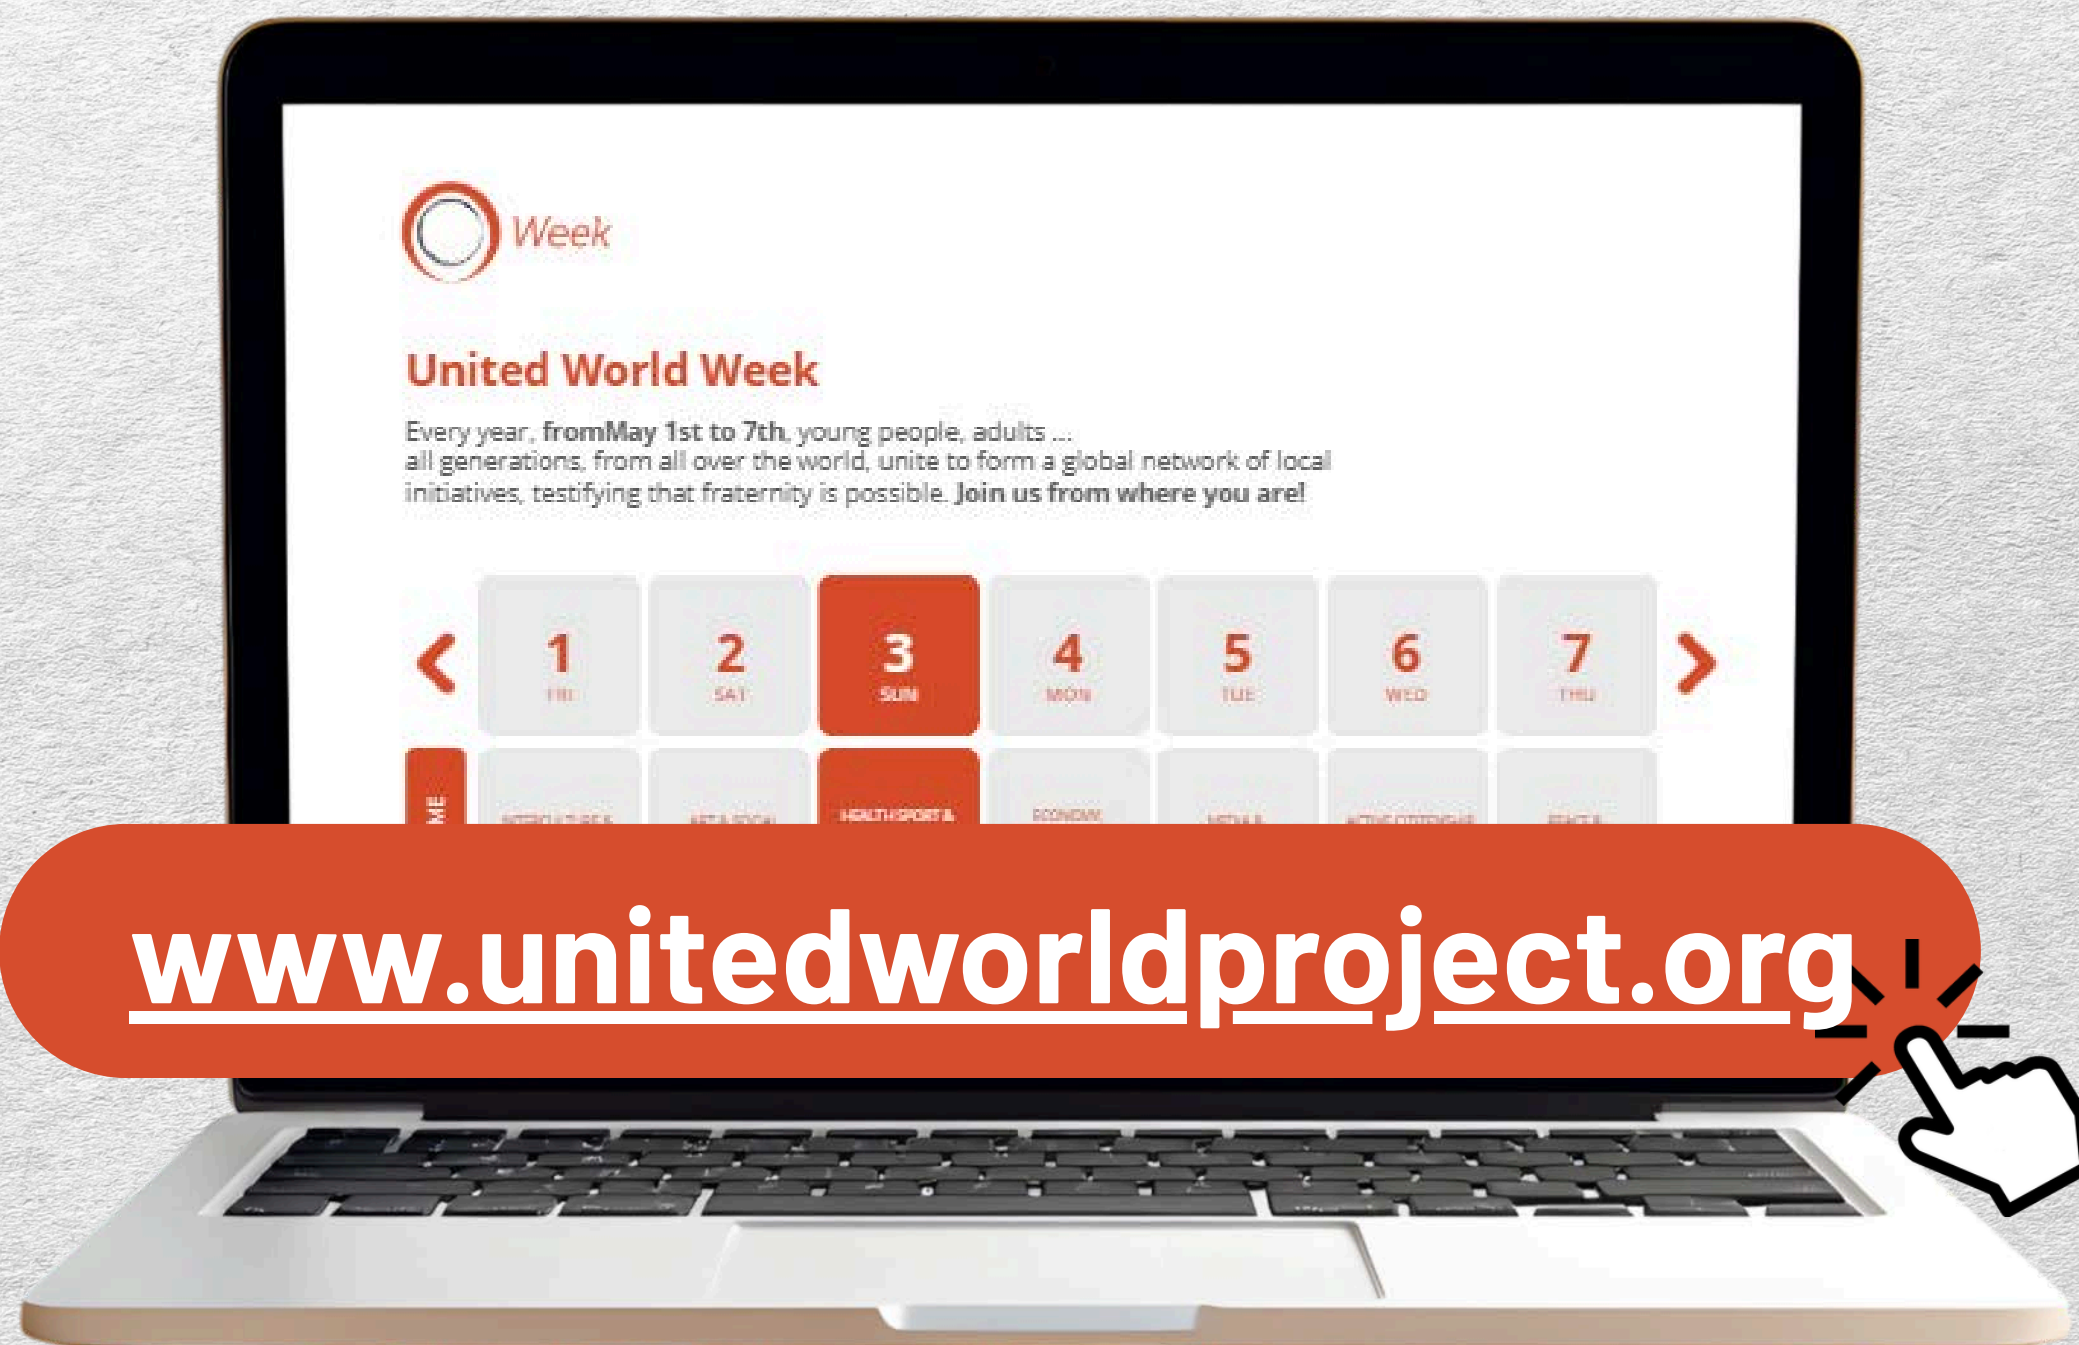 Week
United World Week
Every year, fromMay 1st to 7th, young people, adults ...
all generations, from all over the world, unite to form a global network of local
initiatives, testifying that fraternity is possible. Join us from where you are!
1 2 3 4 5 6 7
FRI SAT SUN MON TUE WED THU
HEALTH SPORT &
www.unitedworldproject.org